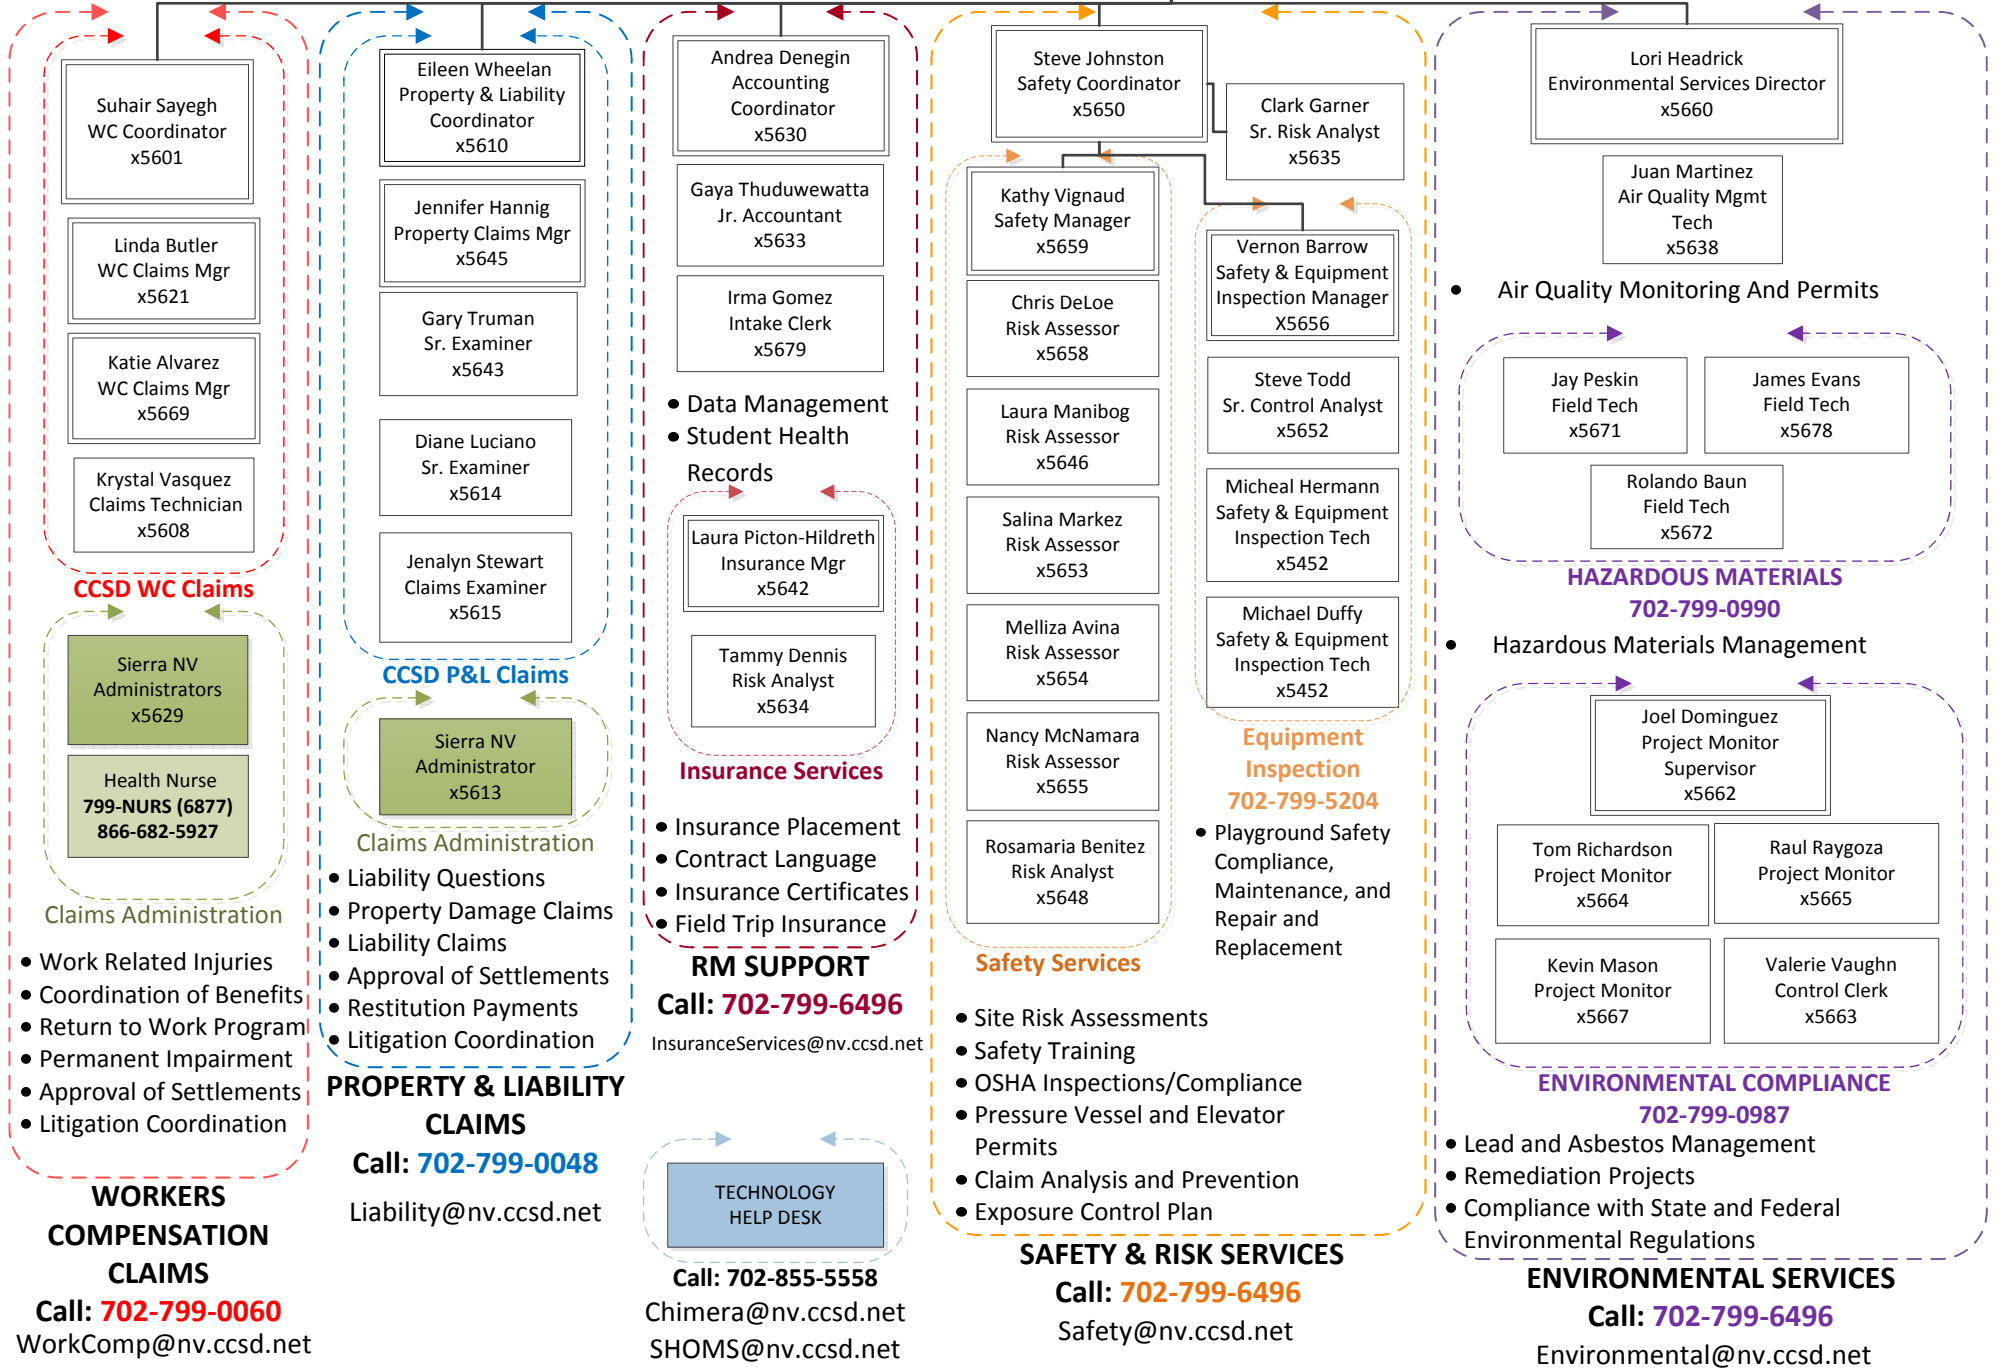 Suhair Sayegh
WC Coordinator
x5601
Linda Butler
WC Claims Mgr
x5621
Katie Alvarez
WC Claims Mgr
x5669
Krystal Vasquez
Claims Technician
x5608
CCSD WC Claims
Sierra NV
Administrators
x5629
Health Nurse
799-NURS (6877)
866-682-5927
Claims Administration
• Work Related Injuries
• Coordination of Benefits
• Return to Work Program
• Permanent Impairment
• Approval of Settlements
• Litigation Coordination
WORKERS
COMPENSATION
CLAIMS
Call: 702-799-0060
WorkComp@nv.ccsd.net
Eileen Wheelan
Property & Liability
Coordinator
x5610
Jennifer Hannig
Property Claims Mgr
x5645
Gary Truman
Sr. Examiner
x5643
Diane Luciano
Sr. Examiner
x5614
Jenalyn Stewart
Claims Examiner
x5615
CCSD P&L Claims
Sierra NV
Administrator
x5613
Claims Administration
• Liability Questions
• Property Damage Claims
• Liability Claims
• Approval of Settlements
• Restitution Payments
• Litigation Coordination
PROPERTY & LIABILITY
CLAIMS
Call: 702-799-0048
Liability@nv.ccsd.net
Andrea Denegin
Accounting
Coordinator
x5630
Gaya Thuduwewatta
Jr. Accountant
x5633
Irma Gomez
Intake Clerk
x5679
• Data Management
• Student Health
Records
Laura Picton-Hildreth
Insurance Mgr
x5642
Tammy Dennis
Risk Analyst
x5634
Insurance Services
• Insurance Placement
• Contract Language
• Insurance Certificates
• Field Trip Insurance
RM SUPPORT
Call: 702-799-6496
InsuranceServices@nv.ccsd.net
TECHNOLOGY
HELP DESK
Call: 702-855-5558
Chimera@nv.ccsd.net
SHOMS@nv.ccsd.net
Steve Johnston
Safety Coordinator
x5650
Clark Garner
Sr. Risk Analyst
x5635
Kathy Vignaud
Safety Manager
x5659
Chris DeLoe
Risk Assessor
x5658
Laura Manibog
Risk Assessor
x5646
Salina Markez
Risk Assessor
x5653
Melliza Avina
Risk Assessor
x5654
Nancy McNamara
Risk Assessor
x5655
Rosamaria Benitez
Risk Analyst
x5648
Safety Services
Vernon Barrow
Safety & Equipment
Inspection Manager
X5656
Steve Todd
Sr. Control Analyst
x5652
Micheal Hermann
Safety & Equipment
Inspection Tech
x5452
Michael Duffy
Safety & Equipment
Inspection Tech
x5452
Equipment
Inspection
702-799-5204
• Playground Safety
Compliance,
Maintenance, and
Repair and
Replacement
• Site Risk Assessments
• Safety Training
• OSHA Inspections/Compliance
• Pressure Vessel and Elevator
Permits
• Claim Analysis and Prevention
• Exposure Control Plan
SAFETY & RISK SERVICES
Call: 702-799-6496
Safety@nv.ccsd.net
Lori Headrick
Environmental Services Director
x5660
Juan Martinez
Air Quality Mgmt
Tech
x5638
• Air Quality Monitoring And Permits
Jay Peskin
Field Tech
x5671
James Evans
Field Tech
x5678
Rolando Baun
Field Tech
x5672
HAZARDOUS MATERIALS
702-799-0990
• Hazardous Materials Management
Joel Dominguez
Project Monitor
Supervisor
x5662
Tom Richardson
Project Monitor
x5664
Raul Raygoza
Project Monitor
x5665
Kevin Mason
Project Monitor
x5667
Valerie Vaughn
Control Clerk
x5663
ENVIRONMENTAL COMPLIANCE
702-799-0987
• Lead and Asbestos Management
• Remediation Projects
• Compliance with State and Federal
Environmental Regulations
ENVIRONMENTAL SERVICES
Call: 702-799-6496
Environmental@nv.ccsd.net